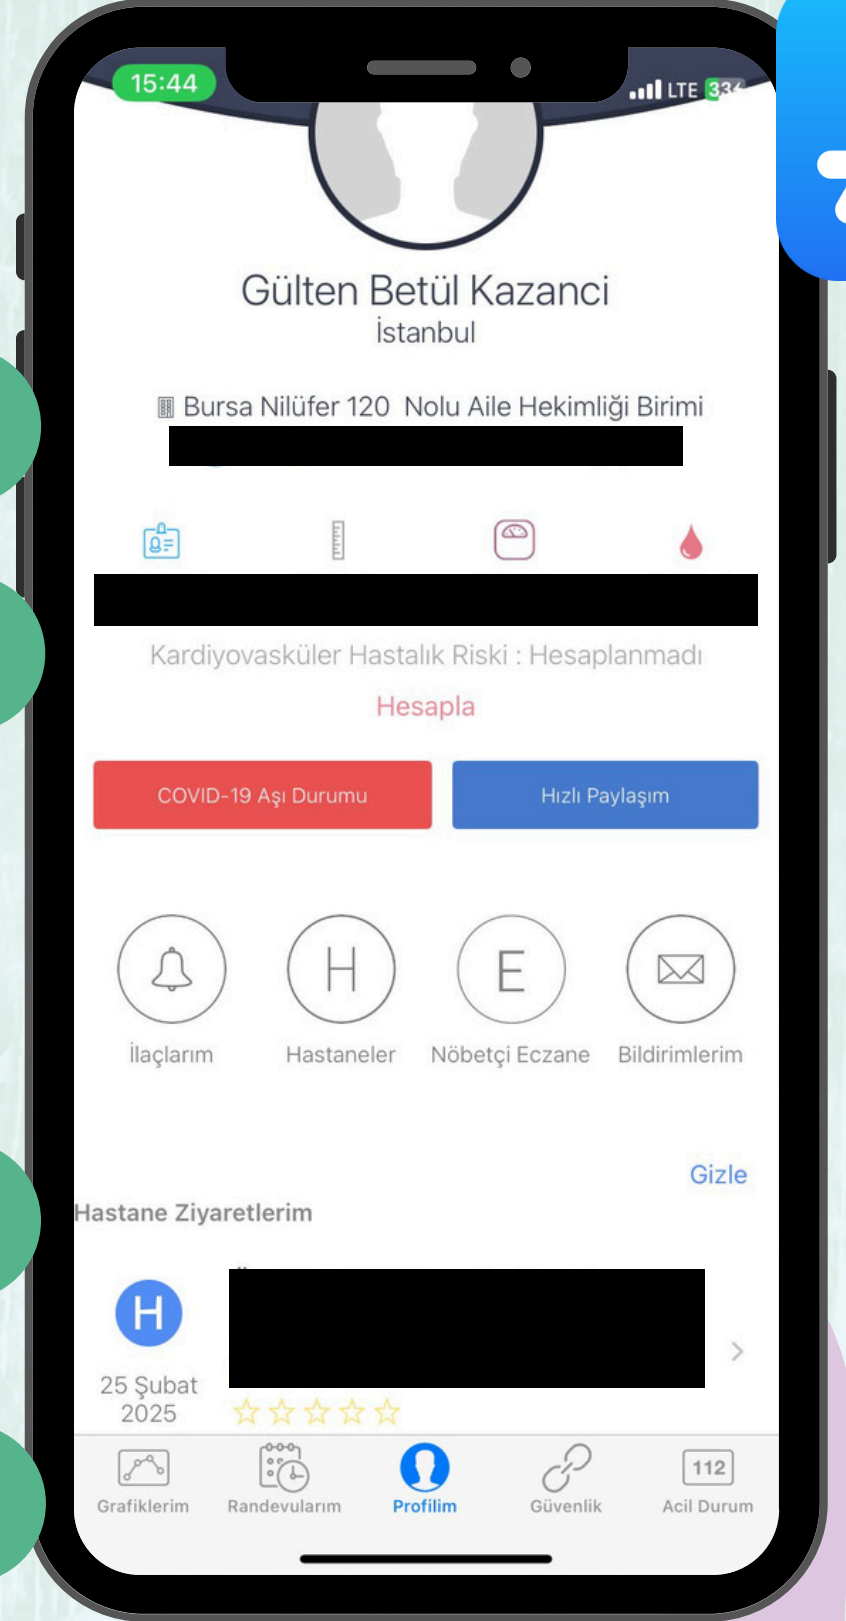 15:44
LTE
Gülten Betül Kazanci
İstanbul
Bursa Nilüfer 120 Nolu Aile Hekimliği Birimi
Kardiyovasküler Hastalık Riski : Hesaplanmadı
Hesapla
COVID-19 Aşı Durumu
Hızlı Paylaşım
H
E
İlaçlarım
Hastaneler
Nöbetçi Eczane
Bildirimlerim
Gizle
Hastane Ziyaretlerim
H
25 Şubat
2025
112
Grafiklerim
Randevularım
Profilim
Güvenlik
Acil Durum